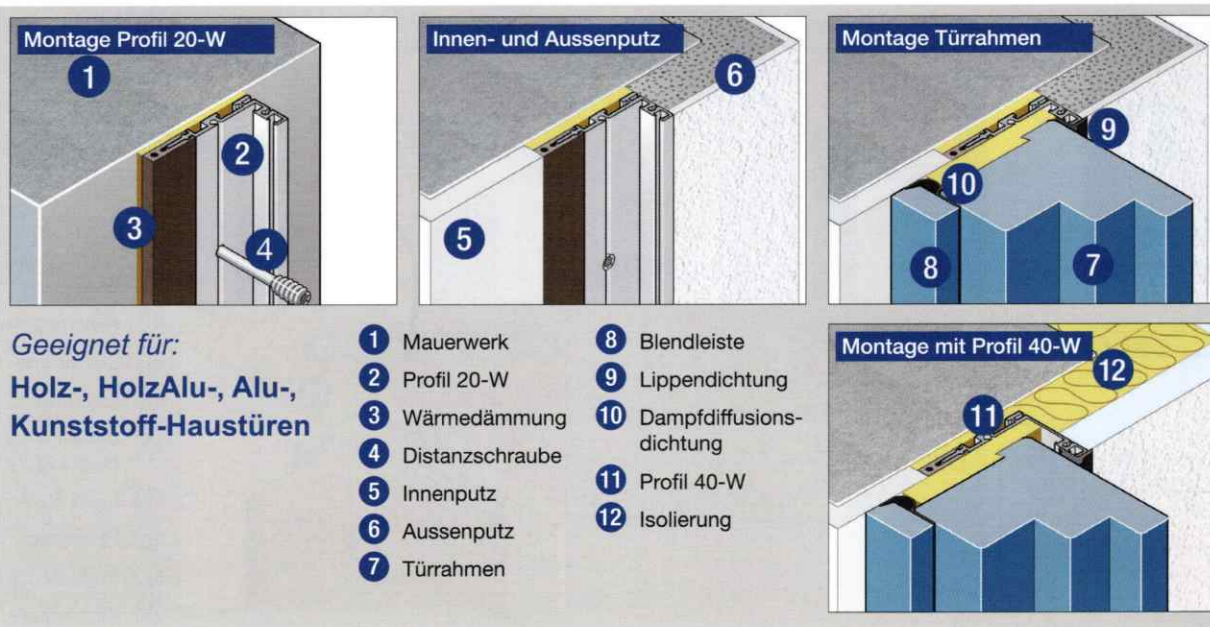 Montage Profil 20-W
1
2
3
4
Innen- und Aussenputz
6
5
Montage Türrahmen
9
10
8
7
Geeignet für:
Holz-, HolzAlu-, Alu-,
Kunststoff-Haustüren
1 Mauerwerk
2 Profil 20-W
3 Wärmedämmung
4 Distanzschraube
5 Innenputz
6 Aussenputz
7 Türrahmen
8 Blendleiste
9 Lippendichtung
10 Dampfdiffusions-
dichtung
11 Profil 40-W
12 Isolierung
Montage mit Profil 40-W
12
11